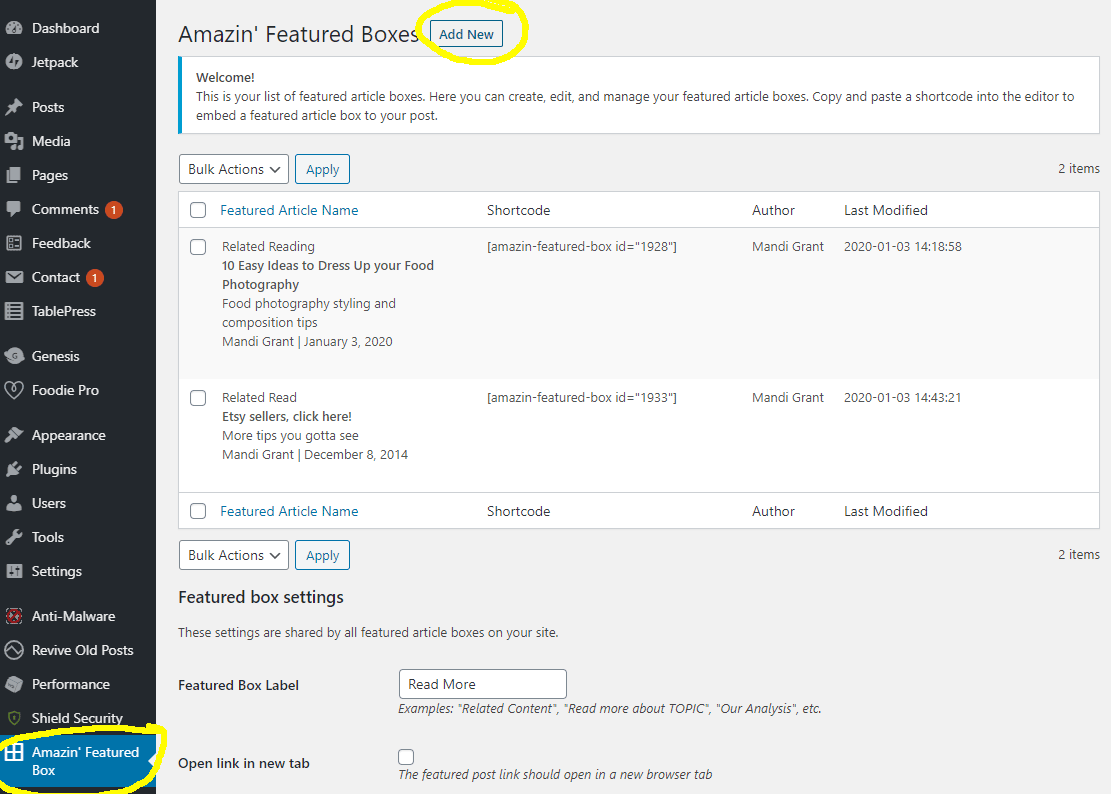 Dashboard
Jetpack
Posts
Media
Pages
Comments 1
Feedback
Contact 1
TablePress
Genesis
Foodie Pro
Appearance
Plugins
Users
Tools
Settings
Anti-Malware
Revive Old Posts
Performance
Shield Security
Amazin' Featured
Box
Amazin' Featured Boxes Add New
Welcome!
This is your list of featured article boxes. Here you can create, edit, and manage your featured article boxes. Copy and paste a shortcode into the editor to
embed a featured article box to your post.
Bulk Actions Apply 2 items
Featured Article Name Shortcode Author Last Modified
Related Reading [amazin-featured-box id="1928"] Mandi Grant 2020-01-03 14:18:58
10 Easy Ideas to Dress Up your Food
Photography
Food photography styling and
composition tips
Mandi Grant | January 3, 2020
Related Read [amazin-featured-box id="1933"] Mandi Grant 2020-01-03 14:43:21
Etsy sellers, click here!
More tips you gotta see
Mandi Grant | December 8, 2014
Featured Article Name Shortcode Author Last Modified
Bulk Actions Apply 2 items
Featured box settings
These settings are shared by all featured article boxes on your site.
Featured Box Label Read More
Examples: "Related Content", "Read more about TOPIC", "Our Analysis", etc.
Open link in new tab
The featured post link should open in a new browser tab